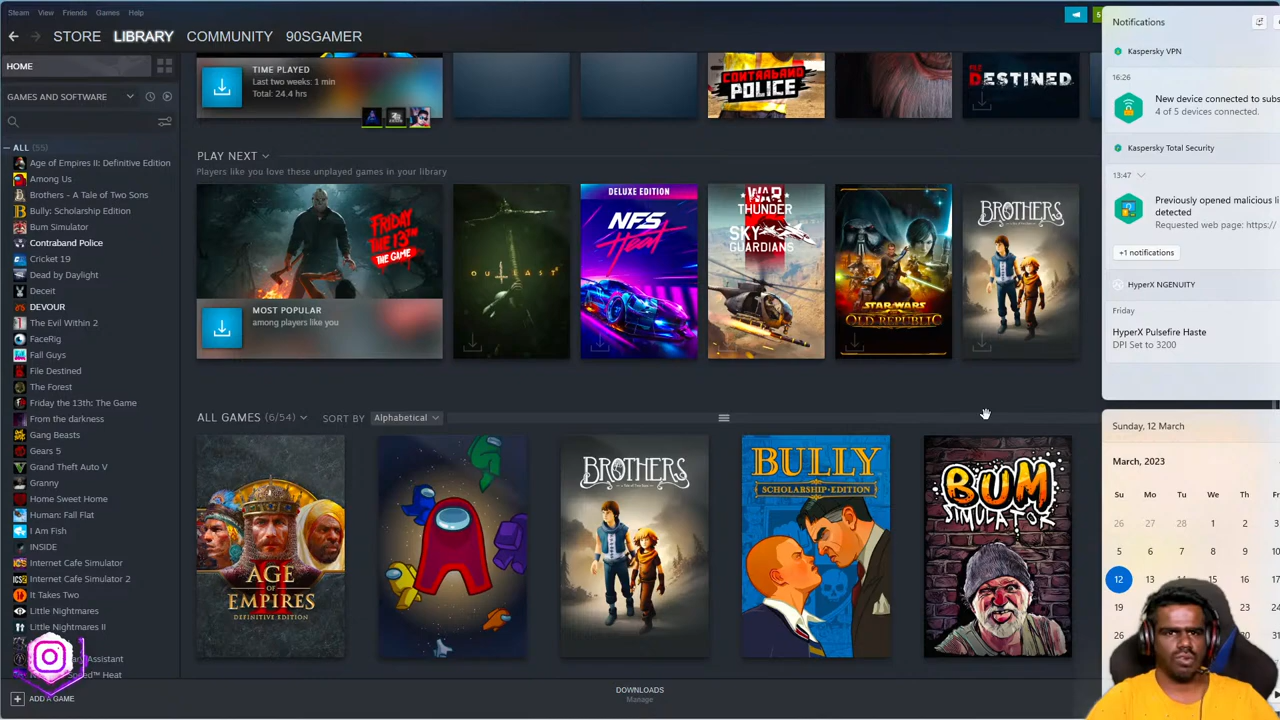 Steam View Friends Games Help
STORE LIBRARY COMMUNITY 90SGAMER
5
HOME
GAMES AND SOFTWARE
ALL (55)
Age of Empires II: Definitive Edition
Among Us
Brothers - A Tale of Two Sons
Bully: Scholarship Edition
Bum Simulator
Contraband Police
Cricket 19
Dead by Daylight
Deceit
DEVOUR
The Evil Within 2
FaceRig
Fall Guys
File Destined
The Forest
Friday the 13th: The Game
From the darkness
Gang Beasts
Gears 5
Grand Theft Auto V
Granny
Home Sweet Home
Human: Fall Flat
I Am Fish
INSIDE
Internet Cafe Simulator
Internet Cafe Simulator 2
It Takes Two
Little Nightmares
Little Nightmares II
Assistant
Heat
ADD A GAME
TIME PLAYED
Last two weeks: 1 min
Total: 24.4 hrs
CONTRABAND
POLICE
FILE
DESTINED
PLAY NEXT
Players like you love these unplayed games in your library
FRIDAY
THE 13TH
THE GAME
MOST POPULAR
among players like you
OUTLAST
DELUXE EDITION
NFS
Heat
WAR
THUNDER
SKY
GUARDIANS
STAR WARS
OLD REPUBLIC
BROTHERS
ALL GAMES (6/54) SORT BY Alphabetical
AGE
OF
EMPIRES
DEFINITIVE EDITION
BROTHERS
BULLY
SCHOLARSHIP EDITION
BUM
SIMULATOR
DOWNLOADS
Manage
Notifications
Kaspersky VPN
16:26
New device connected to subs
4 of 5 devices connected.
Kaspersky Total Security
13:47
Previously opened malicious li
detected
Requested web page: https://
+1 notifications
HyperX NGENUITY
Friday
HyperX Pulsefire Haste
DPI Set to 3200
Sunday, 12 March
March, 2023
Su Mo Tu We Th
26 27 28 1 2 3
5 6 7 8 9 10
12 13 14 15 16 17
19 23 24
26 30 31